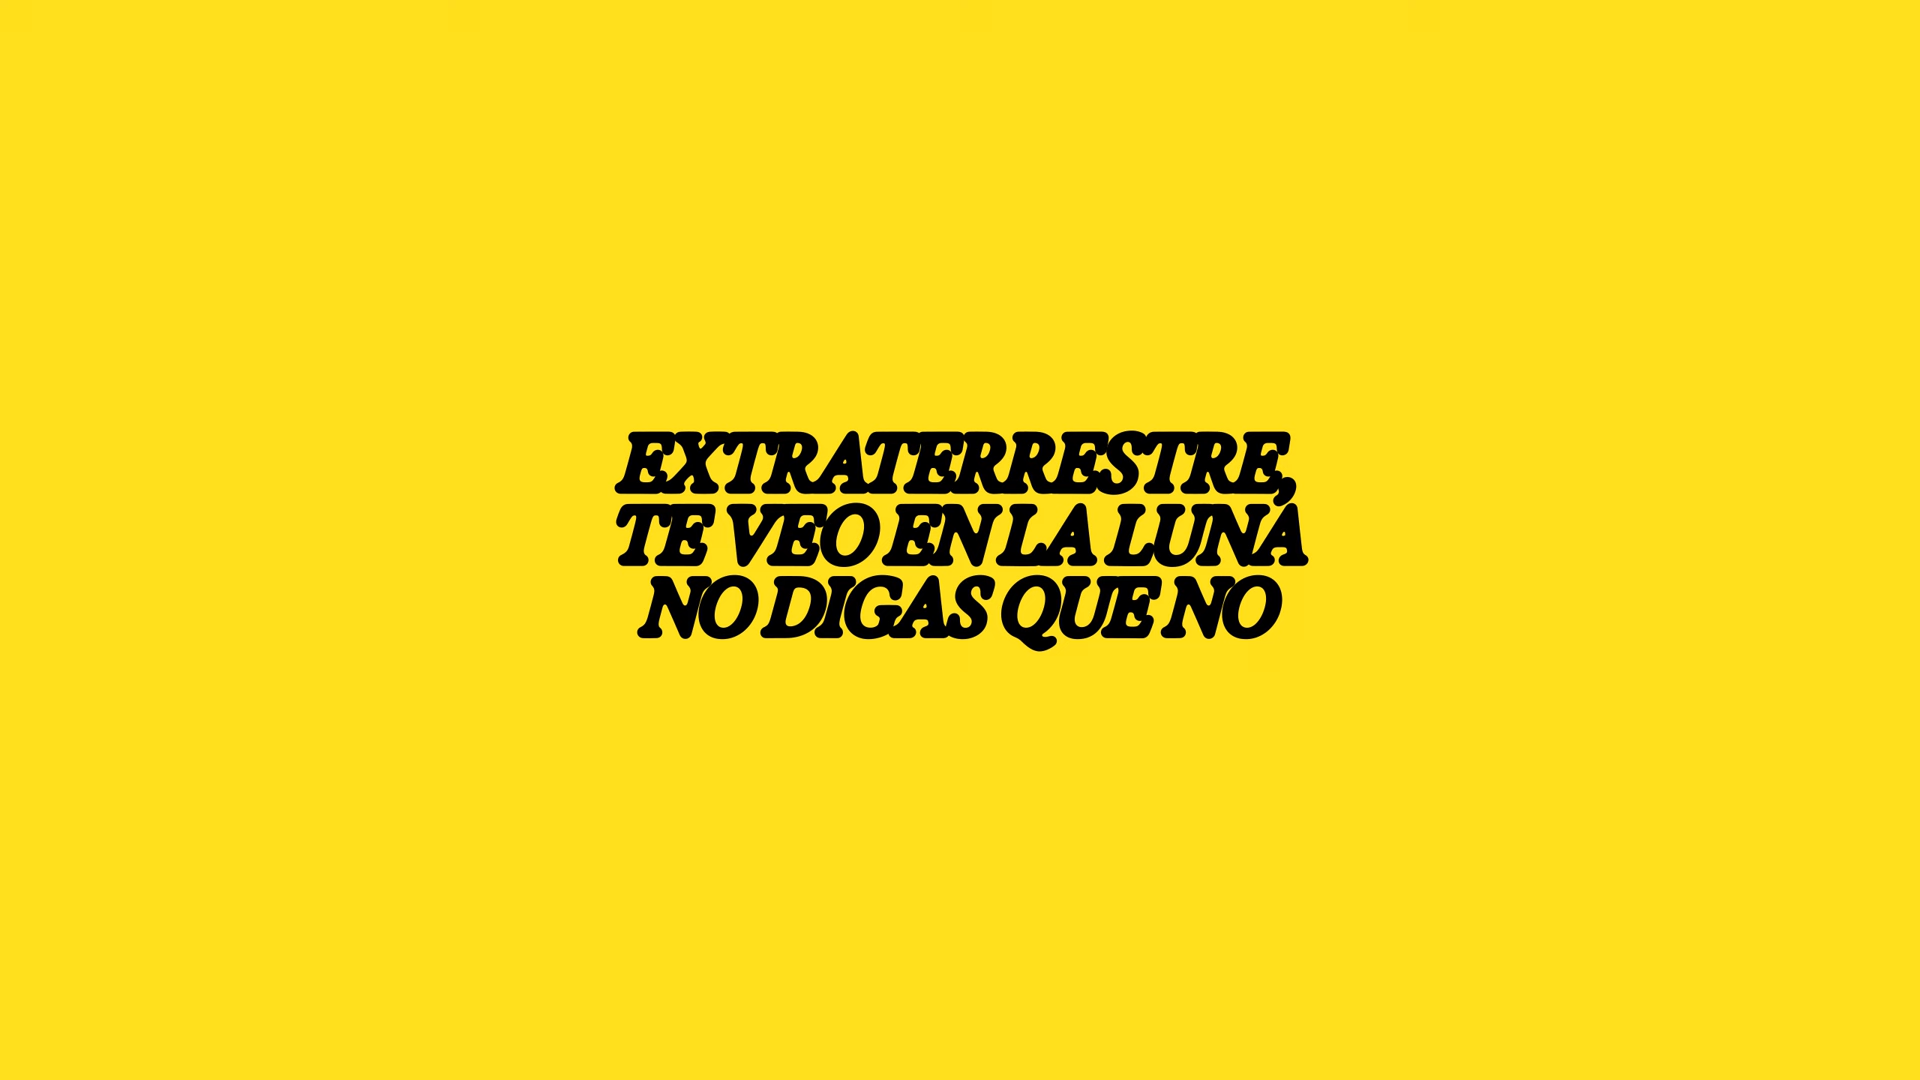 EXTRATERRESTRE,
TE VEO EN LA LUNA
NO DIGAS QUE NO